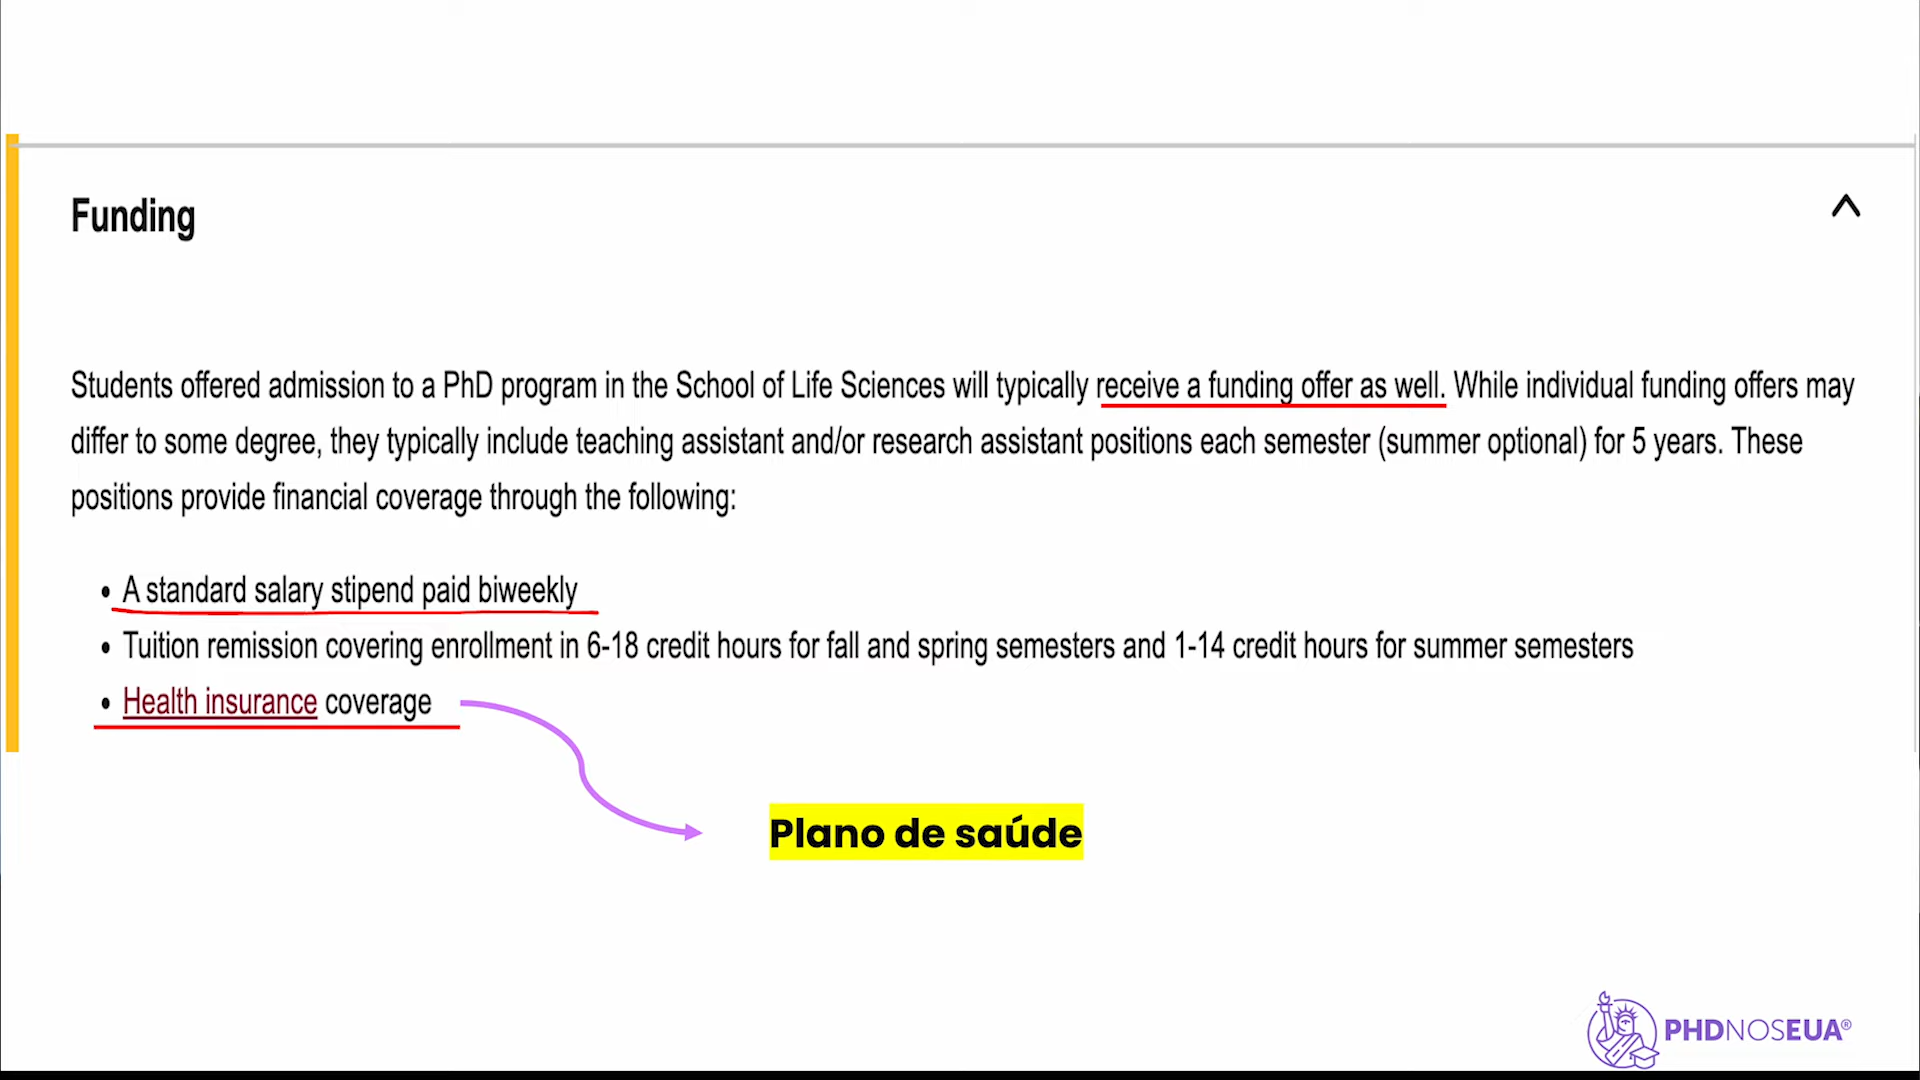 Funding
Students offered admission to a PhD program in the School of Life Sciences will typically receive a funding offer as well. While individual funding offers may
differ to some degree, they typically include teaching assistant and/or research assistant positions each semester (summer optional) for 5 years. These
positions provide financial coverage through the following:
• A standard salary stipend paid biweekly
• Tuition remission covering enrollment in 6-18 credit hours for fall and spring semesters and 1-14 credit hours for summer semesters
• Health insurance coverage
Plano de saúde
PHDNOSEUA®